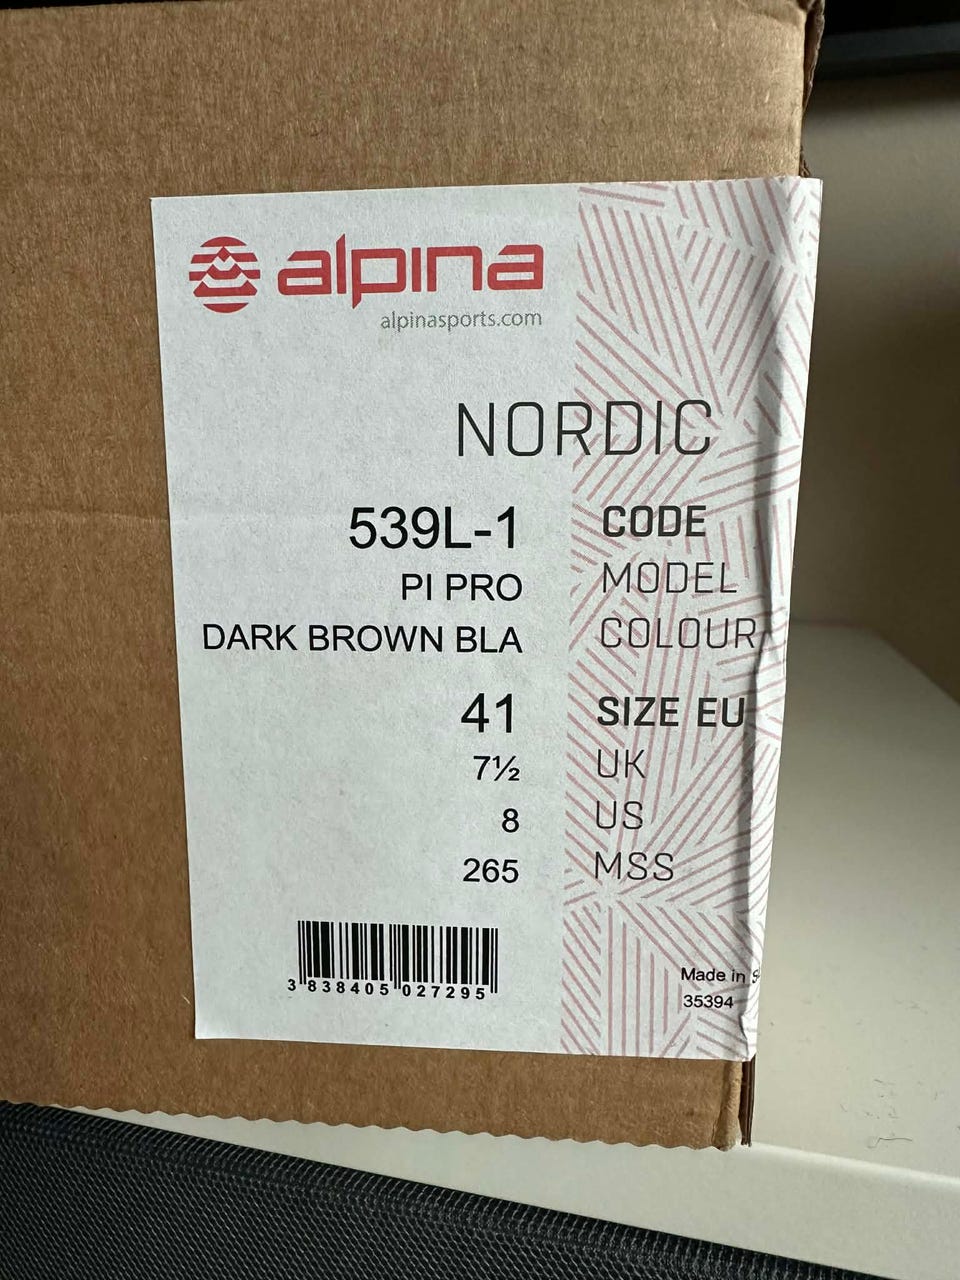 alpina
alpinasports.com
NORDIC
539L-1 CODE
PI PRO MODEL
DARK BROWN BLA COLOUR
41 SIZE EU
7½ UK
8 US
265 MSS
3 838405 027295
Made in
35394